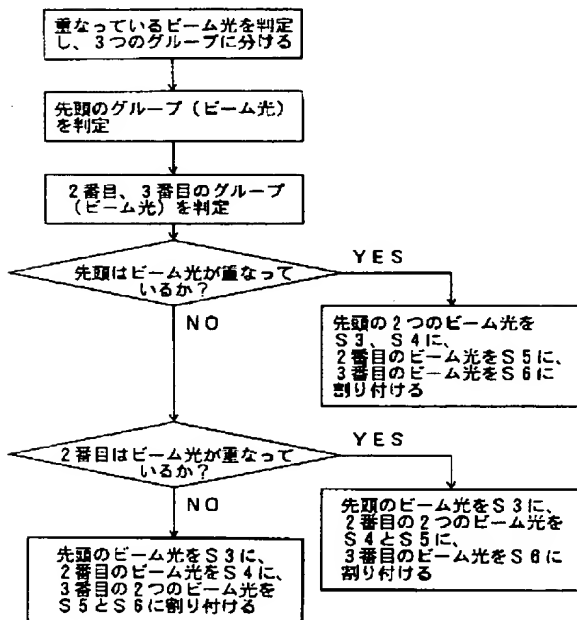 重なっているビーム光を判定
し、3つのグループに分ける
先頭のグループ（ビーム光）
を判定
2番目、3番目のグループ
（ビーム光）を判定
先頭はビーム光が重なって
いるか？
YES
NO
先頭の2つのビーム光を
S3、S4に、
2番目のビーム光をS5に、
3番目のビーム光をS6に
割り付ける
2番目はビーム光が重なって
いるか？
YES
NO
先頭のビーム光をS3に、
2番目の2つのビーム光を
S4とS5に、
3番目のビーム光をS6に
割り付ける
先頭のビーム光をS3に、
2番目のビーム光をS4に、
3番目の2つのビーム光を
S5とS6に割り付ける